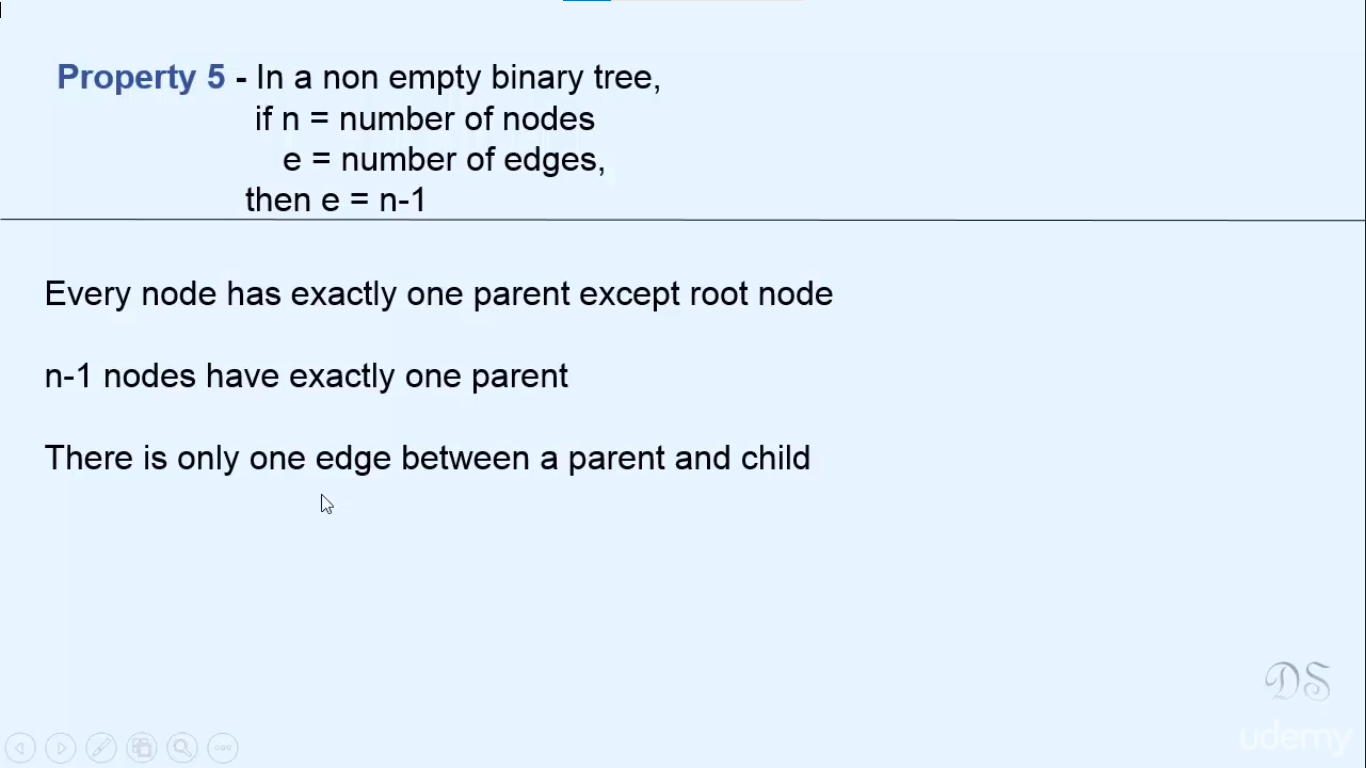 Property 5 - In a non empty binary tree,
if n = number of nodes
e = number of edges,
then e = n-1
Every node has exactly one parent except root node
n-1 nodes have exactly one parent
There is only one edge between a parent and child
DS
udemy